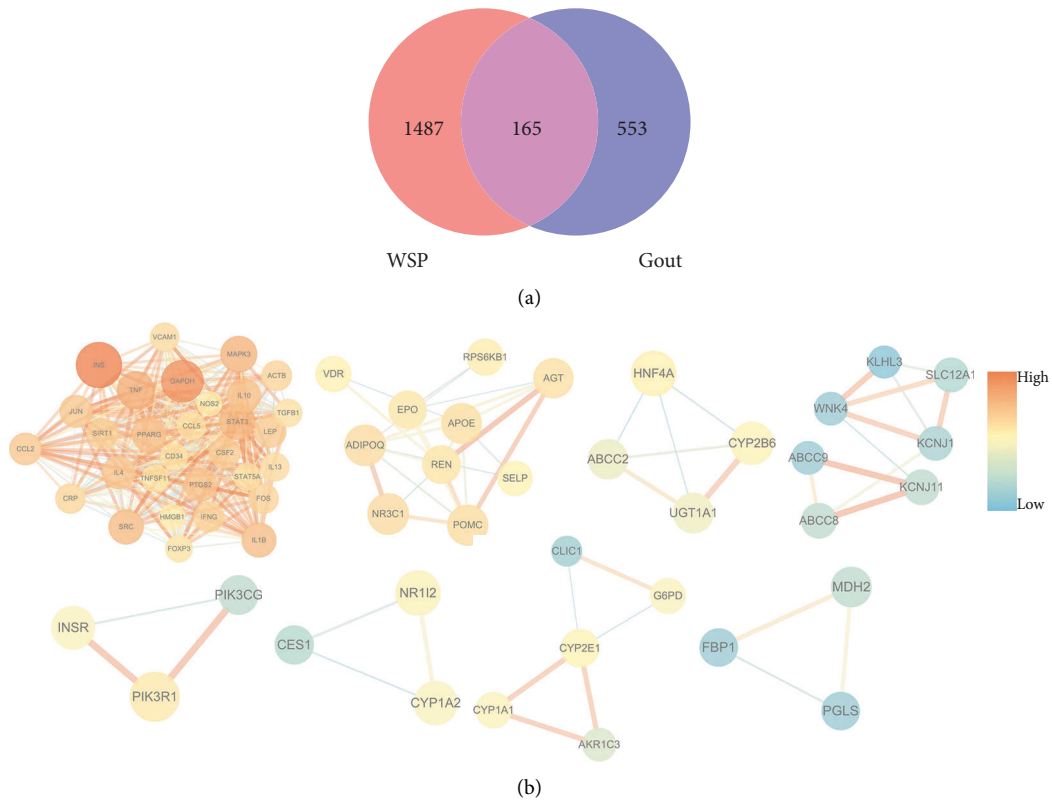 1487
165
553
WSP
Gout
(a)
VCAM1
INS
MAPK3
TNF
GAPDH
ACTB
IL10
NOS2
TGFB1
JUN
STAT3
CCL5
SIRT1
PPARG
LEP
CCL2
CD34
CSF2
IL4
TNFSF11
IL13
STAT5A
PTGS2
CRP
FOS
HMGB1
IFNG
SRC
IL1B
FOXP3
VDR
RPS6KB1
AGT
EPO
APOE
ADIPOQ
REN
SELP
NR3C1
POMC
HNF4A
CYP2B6
ABCC2
UGT1A1
KLHL3
SLC12A1
WNK4
KCNJ1
ABCC9
KCNJ11
ABCC8
High
Low
PIK3CG
INSR
PIK3R1
NR1I2
CES1
CYP1A2
CLIC1
G6PD
CYP2E1
CYP1A1
AKR1C3
MDH2
FBP1
PGLS
(b)